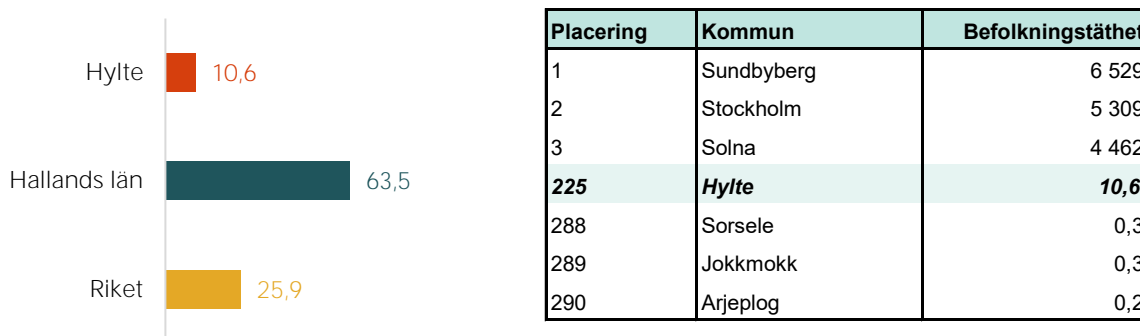 Hylte 10,6
Hallands län 63,5
Riket 25,9
Placering Kommun Befolkningstäthet
1 Sundbyberg 6 529
2 Stockholm 5 309
3 Solna 4 462
225 Hylte 10,6
288 Sorsele 0,3
289 Jokkmokk 0,3
290 Arjeplog 0,2